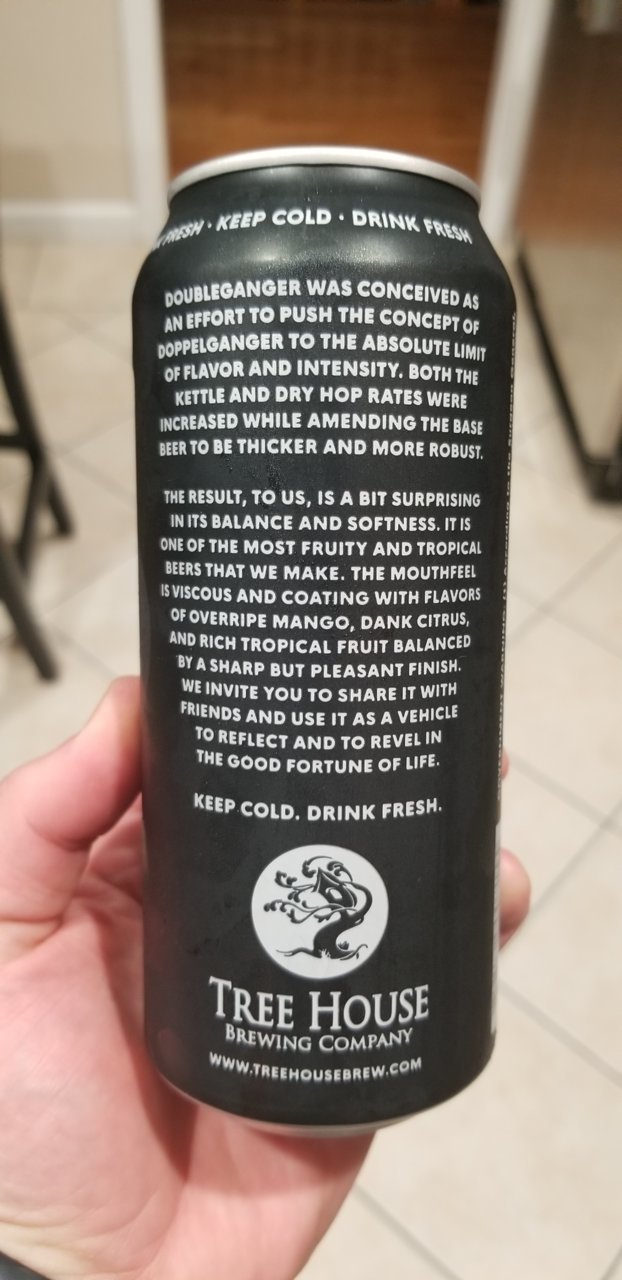 FRESH · KEEP COLD · DRINK FRESH
DOUBLEGANGER WAS CONCEIVED AS
AN EFFORT TO PUSH THE CONCEPT OF
DOPPELGANGER TO THE ABSOLUTE LIMIT
OF FLAVOR AND INTENSITY. BOTH THE
KETTLE AND DRY HOP RATES WERE
INCREASED WHILE AMENDING THE BASE
BEER TO BE THICKER AND MORE ROBUST.
THE RESULT, TO US, IS A BIT SURPRISING
IN ITS BALANCE AND SOFTNESS. IT IS
ONE OF THE MOST FRUITY AND TROPICAL
BEERS THAT WE MAKE. THE MOUTHFEEL
IS VISCOUS AND COATING WITH FLAVORS
OF OVERRIPE MANGO, DANK CITRUS,
AND RICH TROPICAL FRUIT BALANCED
BY A SHARP BUT PLEASANT FINISH.
WE INVITE YOU TO SHARE IT WITH
FRIENDS AND USE IT AS A VEHICLE
TO REFLECT AND TO REVEL IN
THE GOOD FORTUNE OF LIFE.
KEEP COLD. DRINK FRESH.
TREE HOUSE
BREWING COMPANY
WWW.TREEHOUSEBREW.COM